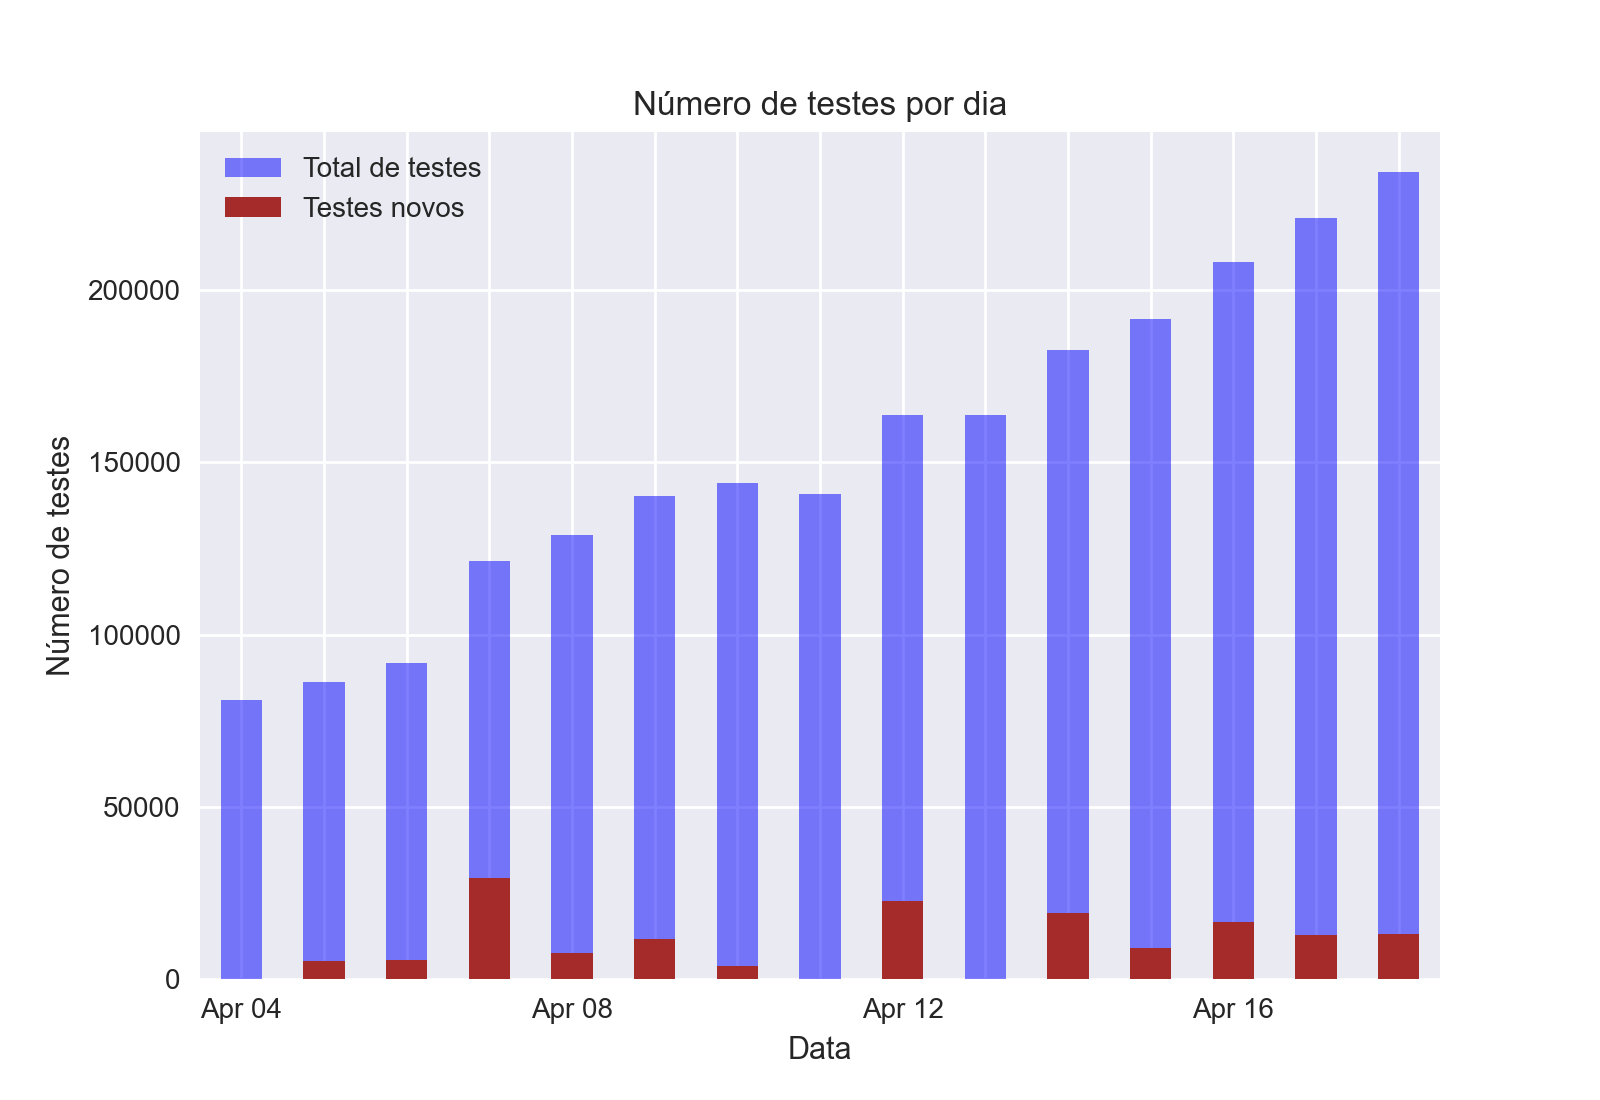 Número de testes por dia
Total de testes
Testes novos
Número de testes
200000
150000
100000
50000
0
Apr 04
Apr 08
Apr 12
Apr 16
Data